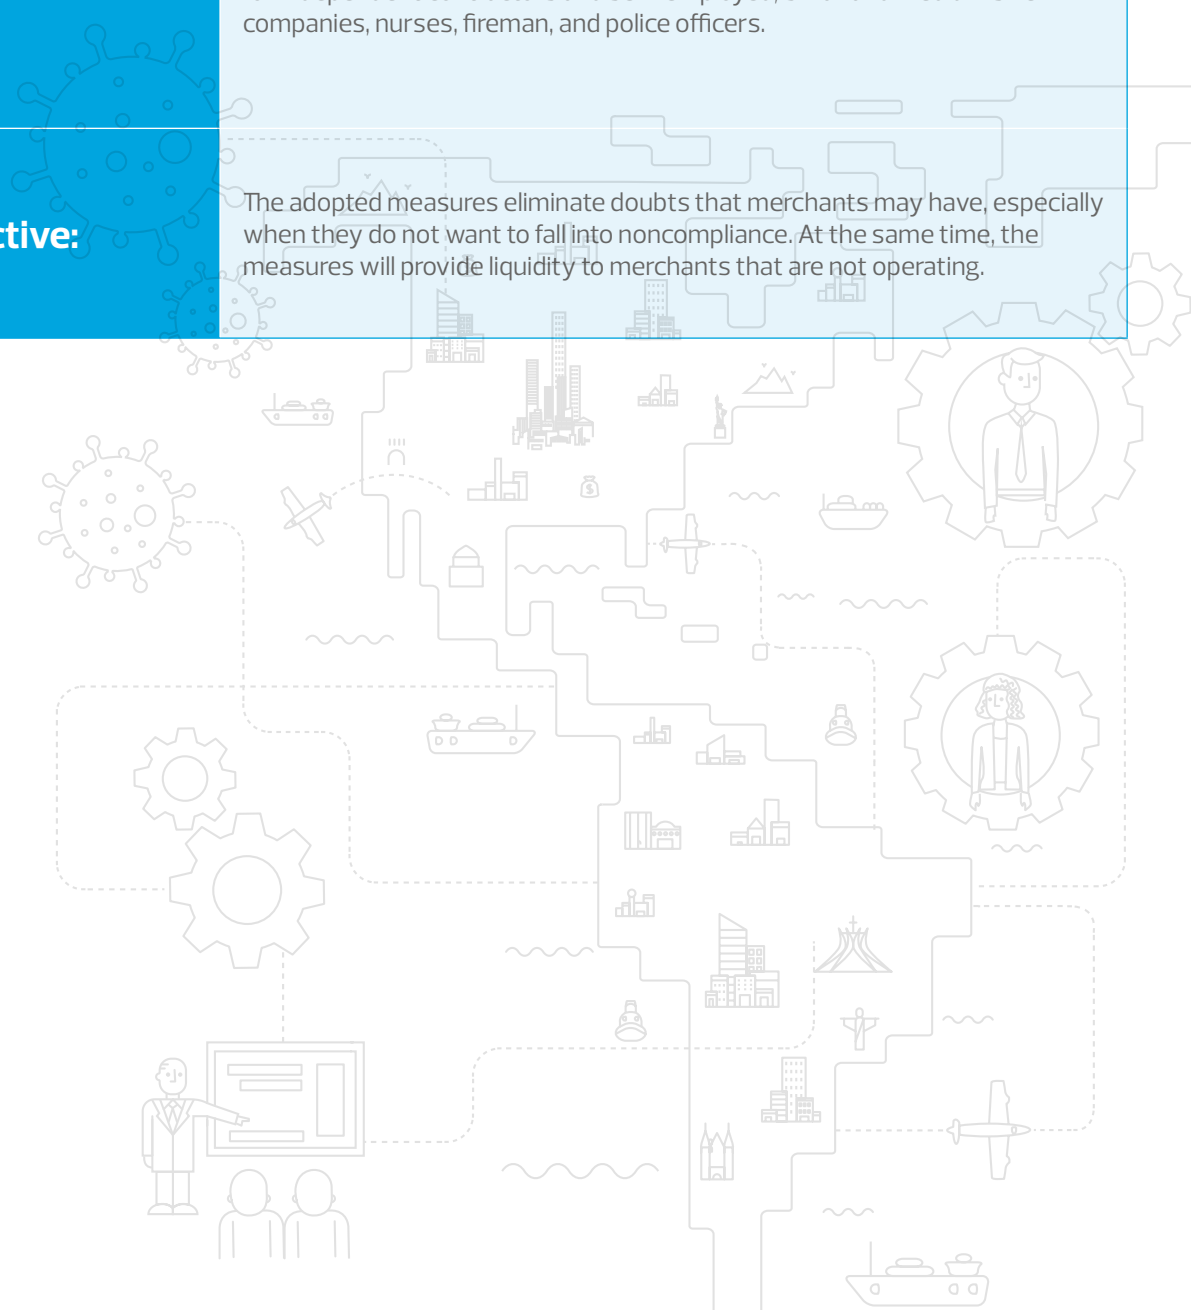 companies, nurses, fireman, and police officers.
ctive:
The adopted measures eliminate doubts that merchants may have, especially
when they do not want to fall into noncompliance. At the same time, the
measures will provide liquidity to merchants that are not operating.